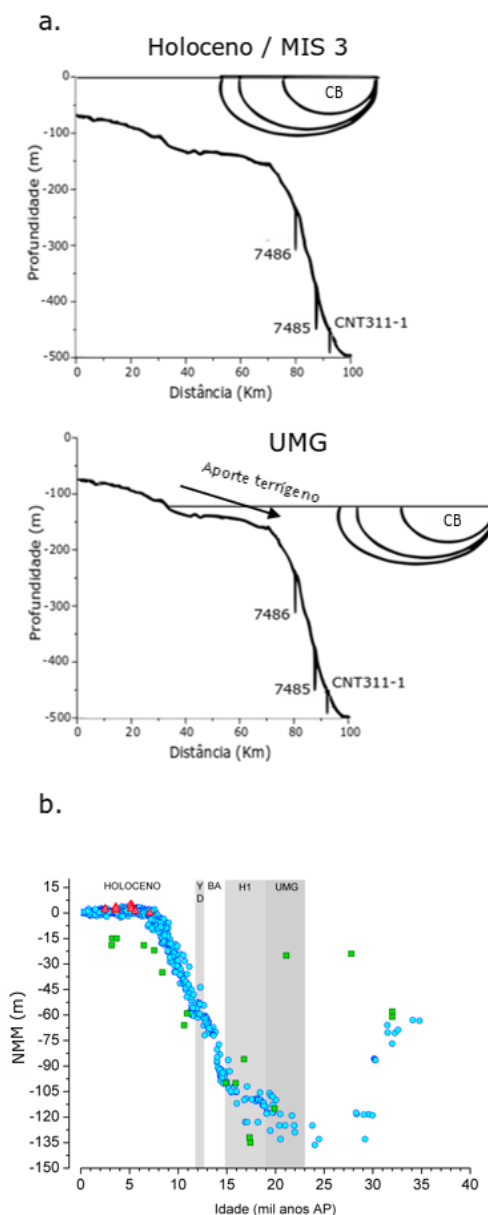 a.
Holoceno / MIS 3
0
-100
-200
-300
-400
-500
Profundidade (m)
CB
7486
7485
CNT311-1
0 20 40 60 80 100
Distância (Km)
UMG
0
-100
-200
-300
-400
-500
Profundidade (m)
Aporte terrígeno
CB
7486
7485
CNT311-1
0 20 40 60 80 100
Distância (Km)
b.
HOLOCENO
Y
D
BA
H1
UMG
15
0
-15
-30
-45
-60
-75
-90
-105
-120
-135
-150
NMM (m)
0 5 10 15 20 25 30 35 40
Idade (mil anos AP)